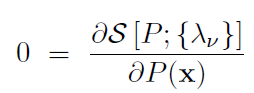 0 = ∂𝒮 [P; {λ_ν}] / ∂P(𝐱)